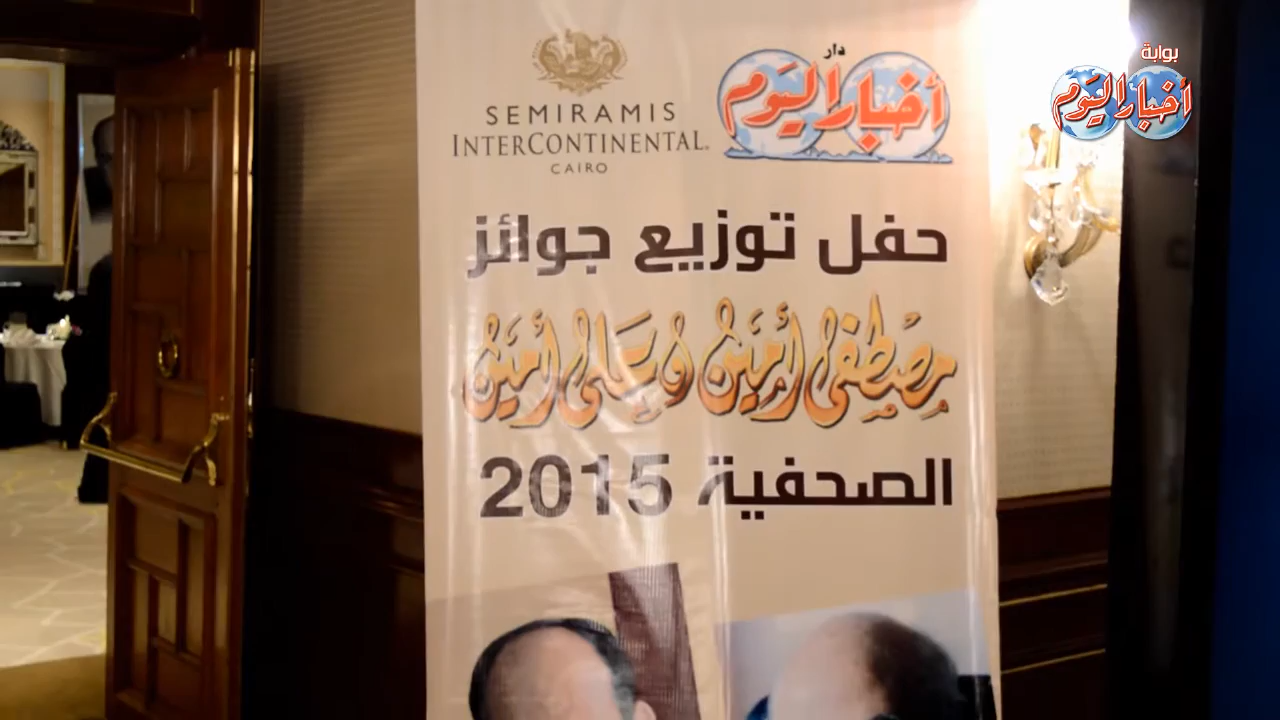 SEMIRAMIS
INTERCONTINENTAL®
CAIRO
دار
أخبار اليوم
بوابة
أخبار اليوم
حفل توزيع جوائز
مصطفى أمين وعلى أمين
الصحفية 2015